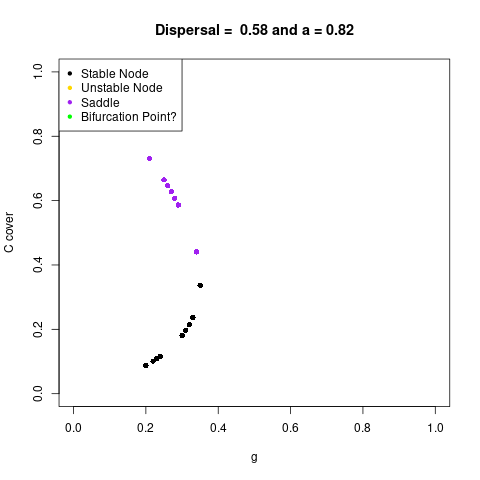 Dispersal =  0.58 and a = 0.82
Stable Node
Unstable Node
Saddle
Bifurcation Point?
C cover
1.0
0.8
0.6
0.4
0.2
0.0
0.0 0.2 0.4 0.6 0.8 1.0
g